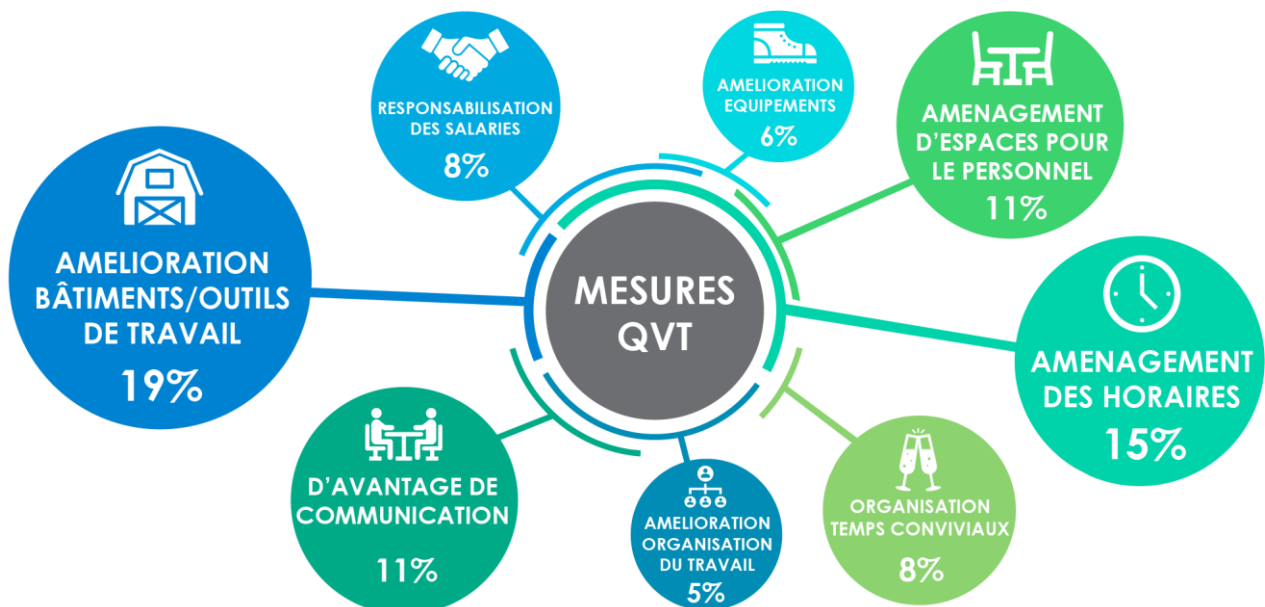 RESPONSABILISATION
DES SALARIES
8%
AMELIORATION
EQUIPEMENTS
6%
AMENAGEMENT
D'ESPACES POUR
LE PERSONNEL
11%
AMELIORATION
BÂTIMENTS/OUTILS
DE TRAVAIL
19%
MESURES
QVT
AMENAGEMENT
DES HORAIRES
15%
D'AVANTAGE DE
COMMUNICATION
11%
AMELIORATION
ORGANISATION
DU TRAVAIL
5%
ORGANISATION
TEMPS CONVIVIAUX
8%